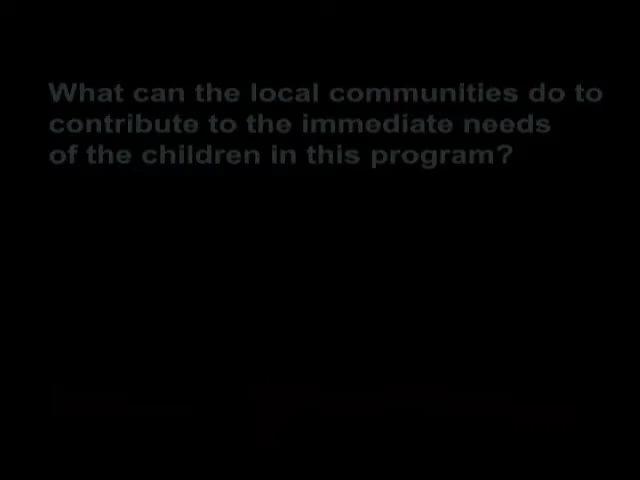 What can the local communities do to
contribute to the immediate needs
of the children in this program?